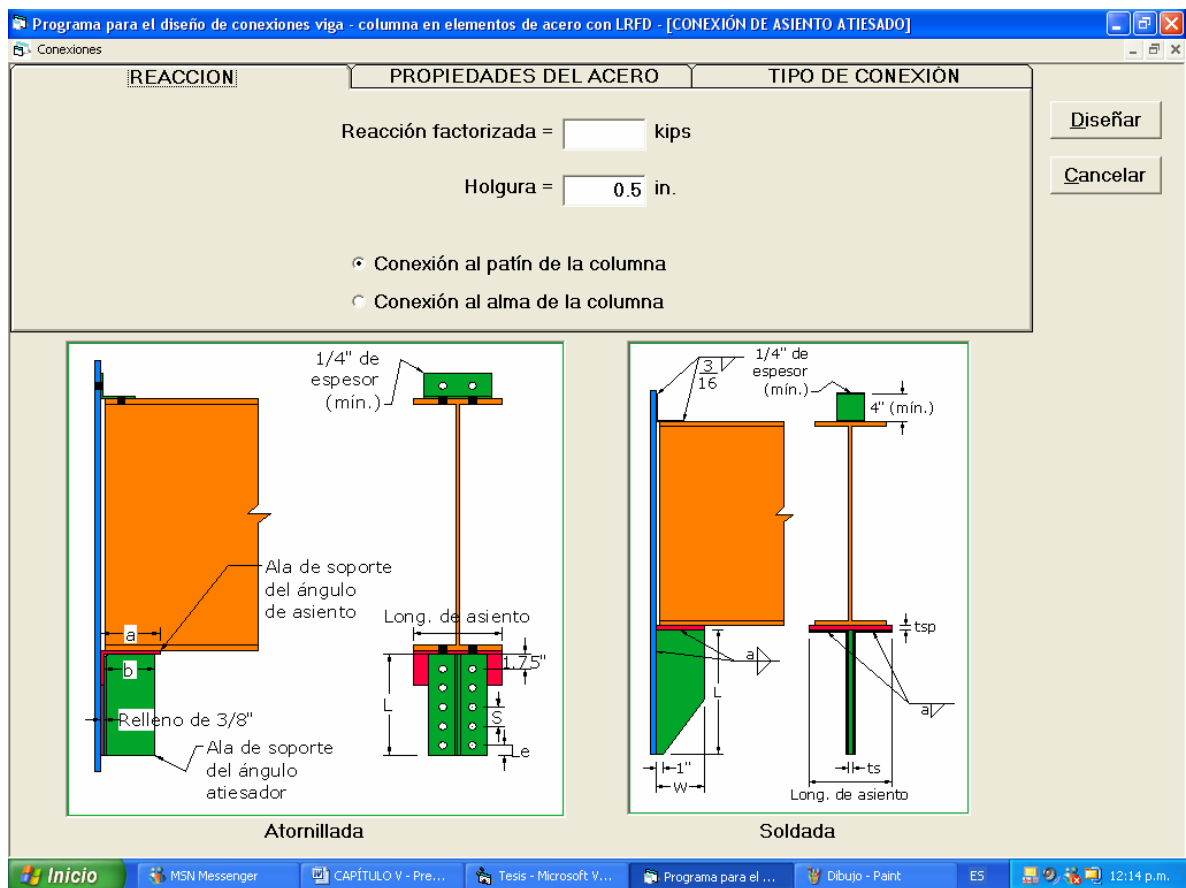 Programa para el diseño de conexiones viga - columna en elementos de acero con LRFD - [CONEXIÓN DE ASIENTO ATIESADO]
Conexiones
REACCION
PROPIEDADES DEL ACERO
TIPO DE CONEXIÓN
Reacción factorizada =
kips
Holgura =
0.5
in.
Conexión al patín de la columna
Conexión al alma de la columna
Diseñar
Cancelar
1/4" de
espesor
(mín.)
Ala de soporte
del ángulo
de asiento
Long. de asiento
a
b
1.75"
L
S
Le
Relleno de 3/8"
Ala de soporte
del ángulo
atiesador
Atornillada
3
16
1/4" de
espesor
(mín.)
4" (mín.)
tsp
a
L
a
1"
W
ts
Long. de asiento
Soldada
Inicio
MSN Messenger
CAPÍTULO V - Pre...
Tesis - Microsoft V...
Programa para el ...
Dibujo - Paint
ES
12:14 p.m.